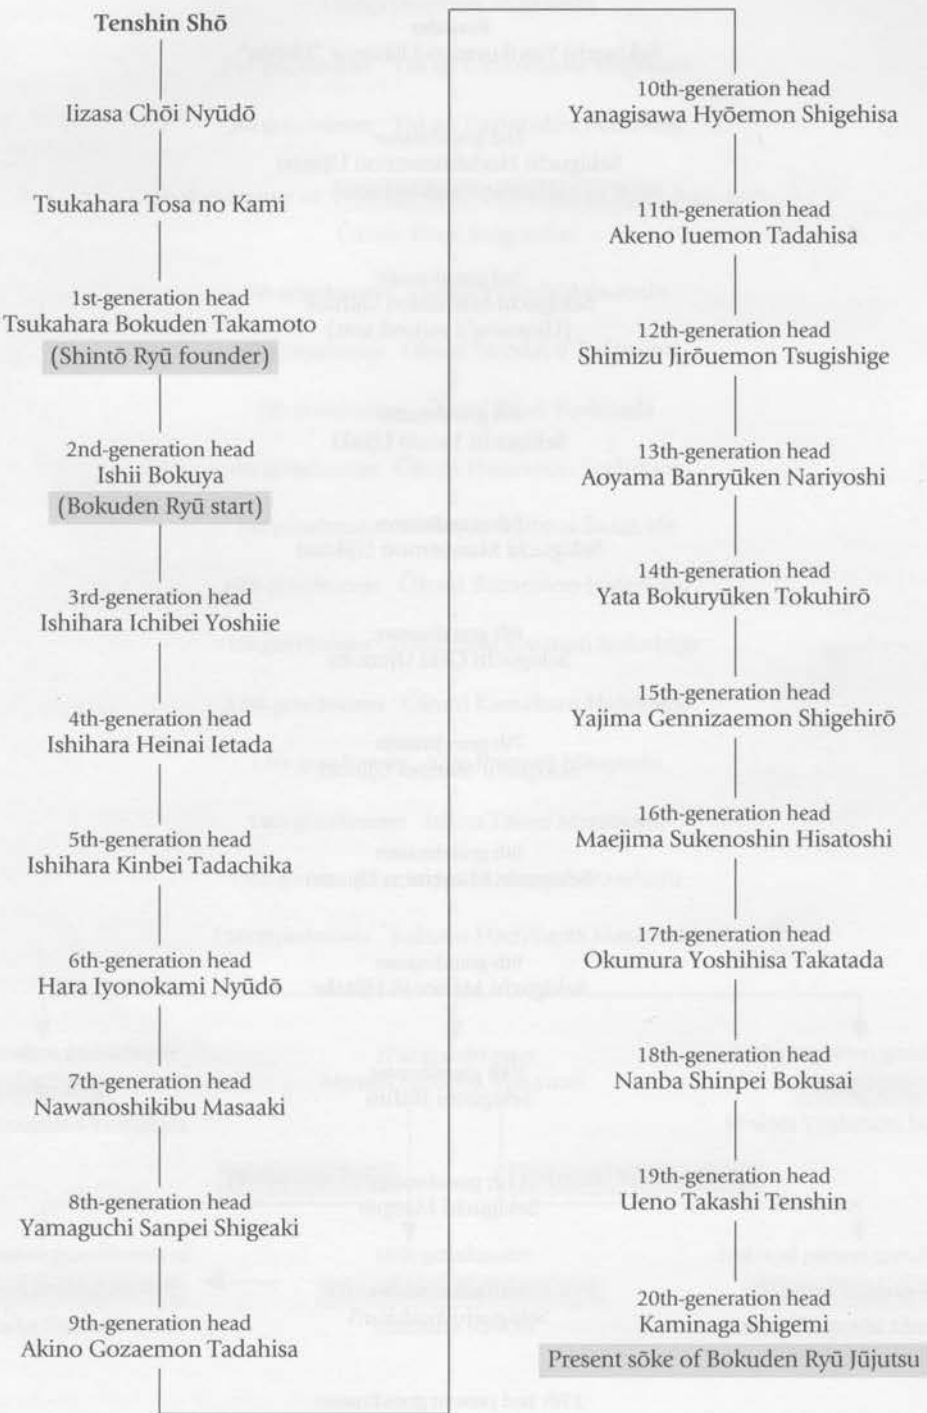 Tenshin Shō
Iizasa Chōi Nyūdō
Tsukahara Tosa no Kami
1st-generation head
Tsukahara Bokuden Takamoto
(Shintō Ryū founder)
2nd-generation head
Ishii Bokuya
(Bokuden Ryū start)
3rd-generation head
Ishihara Ichibei Yoshiie
4th-generation head
Ishihara Heinai Ietada
5th-generation head
Ishihara Kinbei Tadachika
6th-generation head
Hara Iyonokami Nyūdō
7th-generation head
Nawanoshikibu Masaaki
8th-generation head
Yamaguchi Sanpei Shigeaki
9th-generation head
Akino Gozaemon Tadahisa
10th-generation head
Yanagisawa Hyōemon Shigehisa
11th-generation head
Akeno Iuemon Tadahisa
12th-generation head
Shimizu Jirōuemon Tsugishige
13th-generation head
Aoyama Banryūken Nariyoshi
14th-generation head
Yata Bokuryūken Tokuhirō
15th-generation head
Yajima Gennizaemon Shigehirō
16th-generation head
Maejima Sukenoshin Hisatoshi
17th-generation head
Okumura Yoshihisa Takatada
18th-generation head
Nanba Shinpei Bokusai
19th-generation head
Ueno Takashi Tenshin
20th-generation head
Kaminaga Shigemi
Present sōke of Bokuden Ryū Jūjutsu